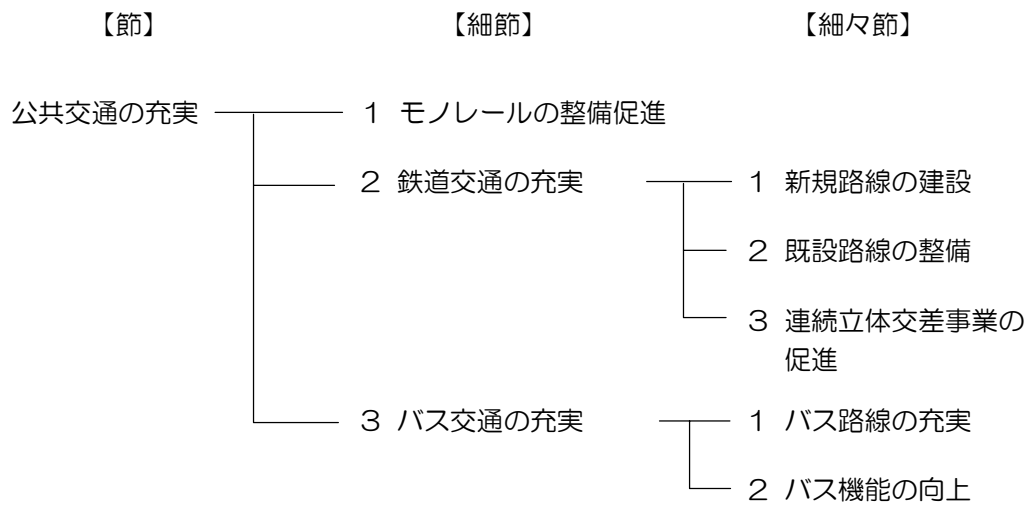 【節】 【細節】 【細々節】
公共交通の充実 1 モノレールの整備促進
2 鉄道交通の充実 1 新規路線の建設
2 既設路線の整備
3 連続立体交差事業の
促進
3 バス交通の充実 1 バス路線の充実
2 バス機能の向上